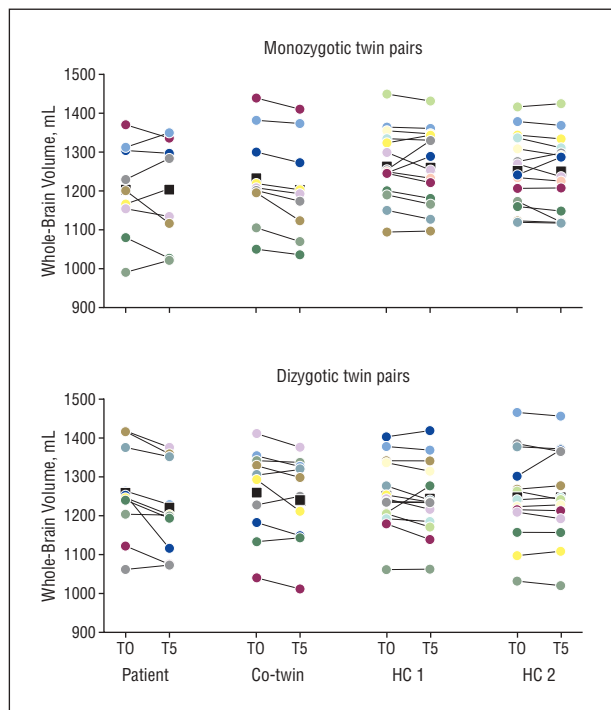 Monozygotic twin pairs
Whole-Brain Volume, mL
1500
1400
1300
1200
1100
1000
900
Dizygotic twin pairs
Whole-Brain Volume, mL
1500
1400
1300
1200
1100
1000
900
T0 T5 T0 T5 T0 T5 T0 T5
Patient Co-twin HC 1 HC 2